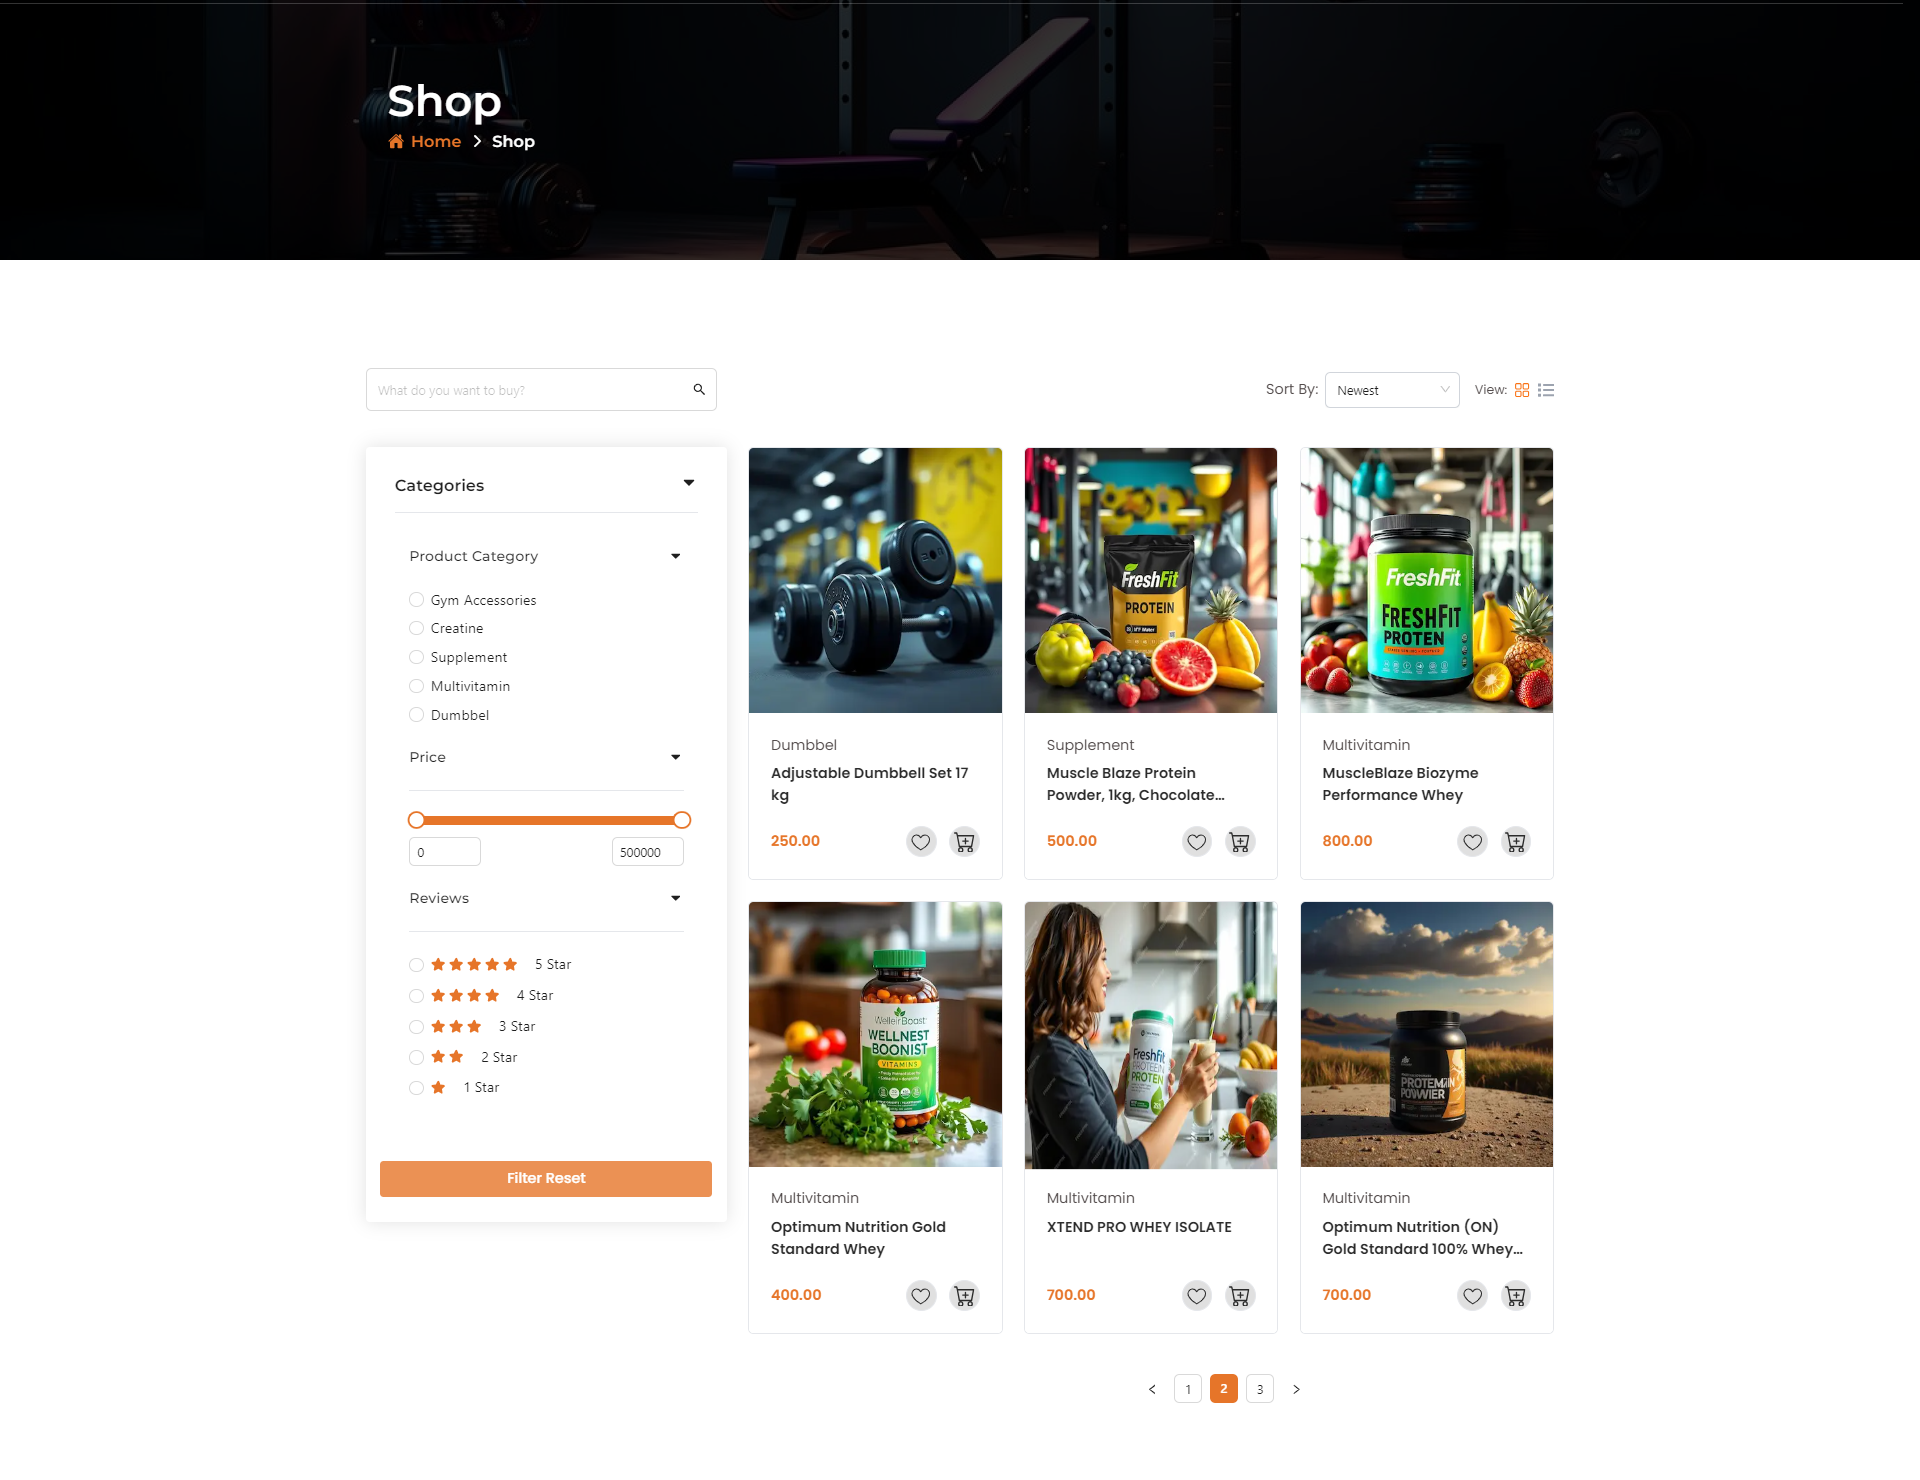 Shop
Home > Shop
What do you want to buy?
Sort By: Newest View:
Categories
Product Category
Gym Accessories
Creatine
Supplement
Multivitamin
Dumbbel
Price
0 500000
Reviews
5 Star
4 Star
3 Star
2 Star
1 Star
Filter Reset
Dumbbel
Adjustable Dumbbell Set 17
kg
250.00
FreshFit
PROTEIN
Supplement
Muscle Blaze Protein
Powder, 1kg, Chocolate...
500.00
FreshFit
FRESHFIT
PROTEN
Multivitamin
MuscleBlaze Biozyme
Performance Whey
800.00
WELLNEST
BOONIST
VITAMINS
Multivitamin
Optimum Nutrition Gold
Standard Whey
400.00
Freshfit
PROTEN
Multivitamin
XTEND PRO WHEY ISOLATE
700.00
Multivitamin
Optimum Nutrition (ON)
Gold Standard 100% Whey...
700.00
< 1 2 3 >